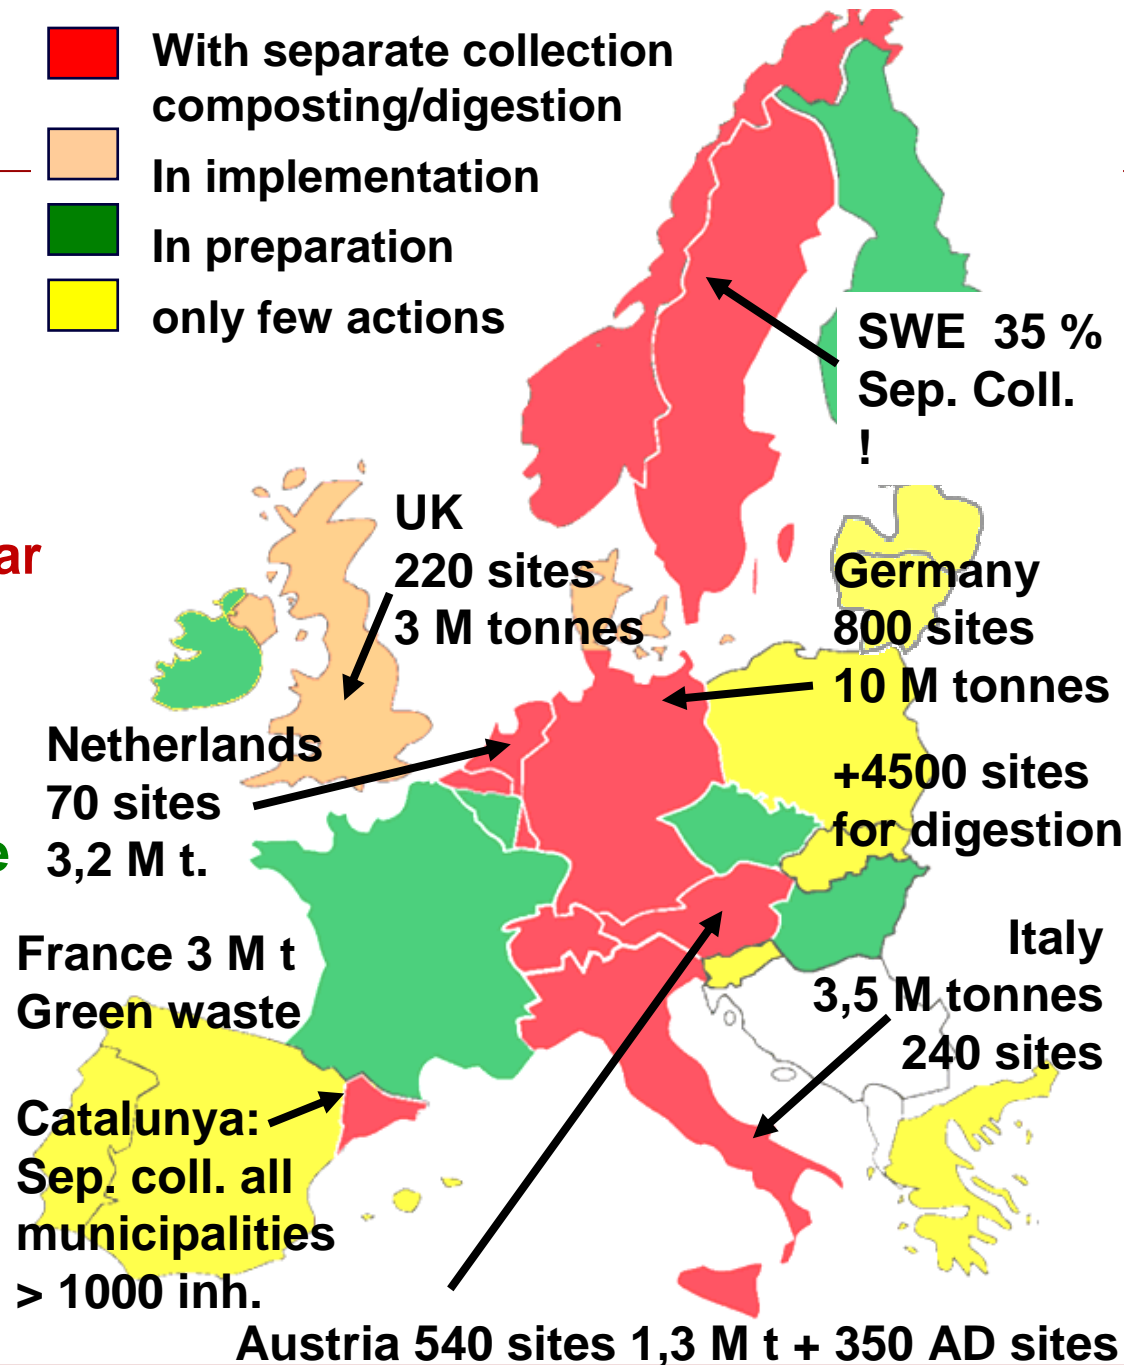 With separate collection
composting/digestion
In implementation
In preparation
only few actions
SWE 35 %
Sep. Coll.
!
UK
220 sites
3 M tonnes
ar
Germany
800 sites
10 M tonnes
+4500 sites
for digestion
Netherlands
70 sites
3,2 M t.
e
France 3 M t
Green waste
Italy
3,5 M tonnes
240 sites
Catalunya:
Sep. coll. all
municipalities
> 1000 inh.
Austria 540 sites 1,3 M t + 350 AD sites